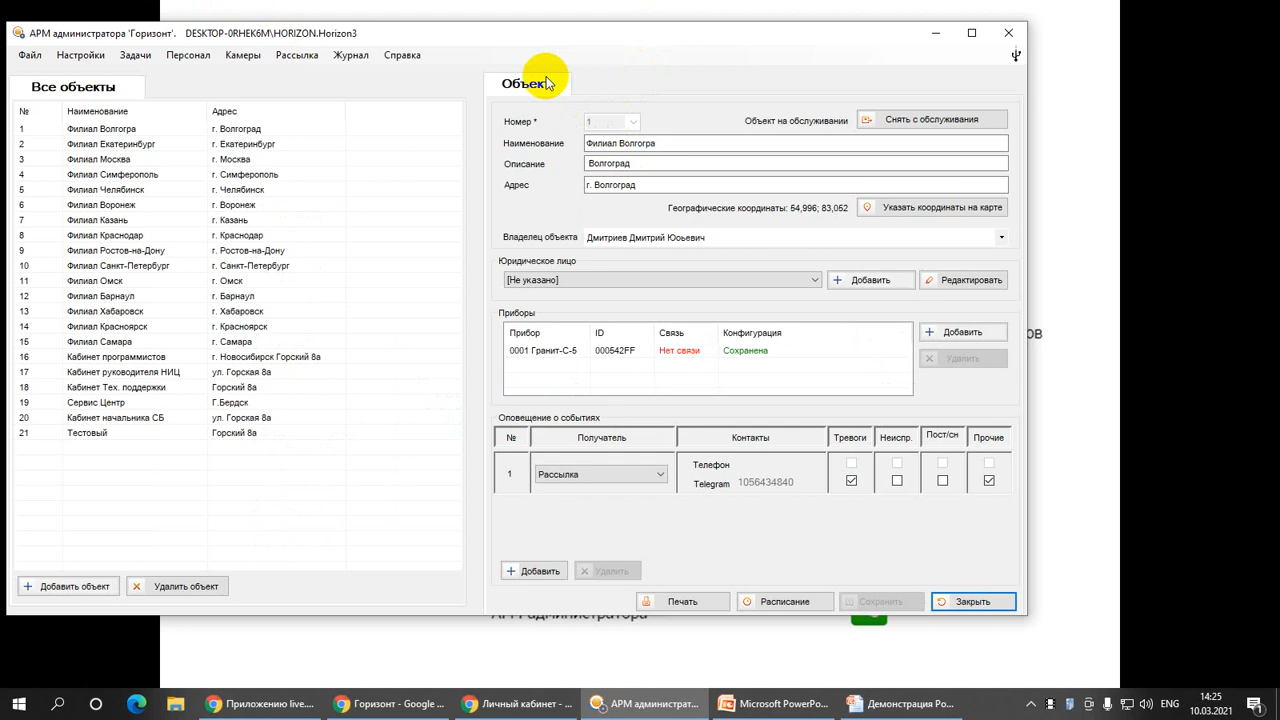 АРМ администратора 'Горизонт'. DESKTOP-0RHEK6M\HORIZON.Horizon3
Файл Настройки Задачи Персонал Камеры Рассылка Журнал Справка
Все объекты
№ Наименование Адрес
1 Филиал Волгогра г. Волгоград
2 Филиал Екатеринбург г. Екатеринбург
3 Филиал Москва г. Москва
4 Филиал Симферополь г. Симферополь
5 Филиал Челябинск г. Челябинск
6 Филиал Воронеж г. Воронеж
7 Филиал Казань г. Казань
8 Филиал Краснодар г. Краснодар
9 Филиал Ростов-на-Дону г. Ростов-на-Дону
10 Филиал Санкт-Петербург г. Санкт-Петербург
11 Филиал Омск г. Омск
12 Филиал Барнаул г. Барнаул
13 Филиал Хабаровск г. Хабаровск
14 Филиал Красноярск г. Красноярск
15 Филиал Самара г. Самара
16 Кабинет программистов г. Новосибирск Горский 8а
17 Кабинет руководителя НИЦ ул. Горская 8а
18 Кабинет Тех. поддержки Горский 8а
19 Сервис Центр Г.Бердск
20 Кабинет начальника СБ ул. Горская 8а
21 Тестовый Горский 8а
Добавить объект Удалить объект
Объект
Номер * 1 Объект на обслуживании Снять с обслуживания
Наименование Филиал Волгогра
Описание Волгоград
Адрес г. Волгоград
Географические координаты: 54,996; 83,052 Указать координаты на карте
Владелец объекта Дмитриев Дмитрий Юоьевич
Юридическое лицо
[Не указано] Добавить Редактировать
Приборы
Прибор ID Связь Конфигурация Добавить
0001 Гранит-С-5 000542FF Нет связи Сохранена
Удалить
Оповещение о событиях
№ Получатель Контакты Тревоги Неиспр. Пост/сн Прочие
1 Рассылка Телефон
Telegram 1056434840
Добавить Удалить
Печать Расписание Сохранить Закрыть
ов
АРМ администратора
Приложению live.... Горизонт - Google ... Личный кабинет - ... АРМ администрат... Microsoft PowerPo... Демонстрация Ро...
ENG
14:25
10.03.2021
1